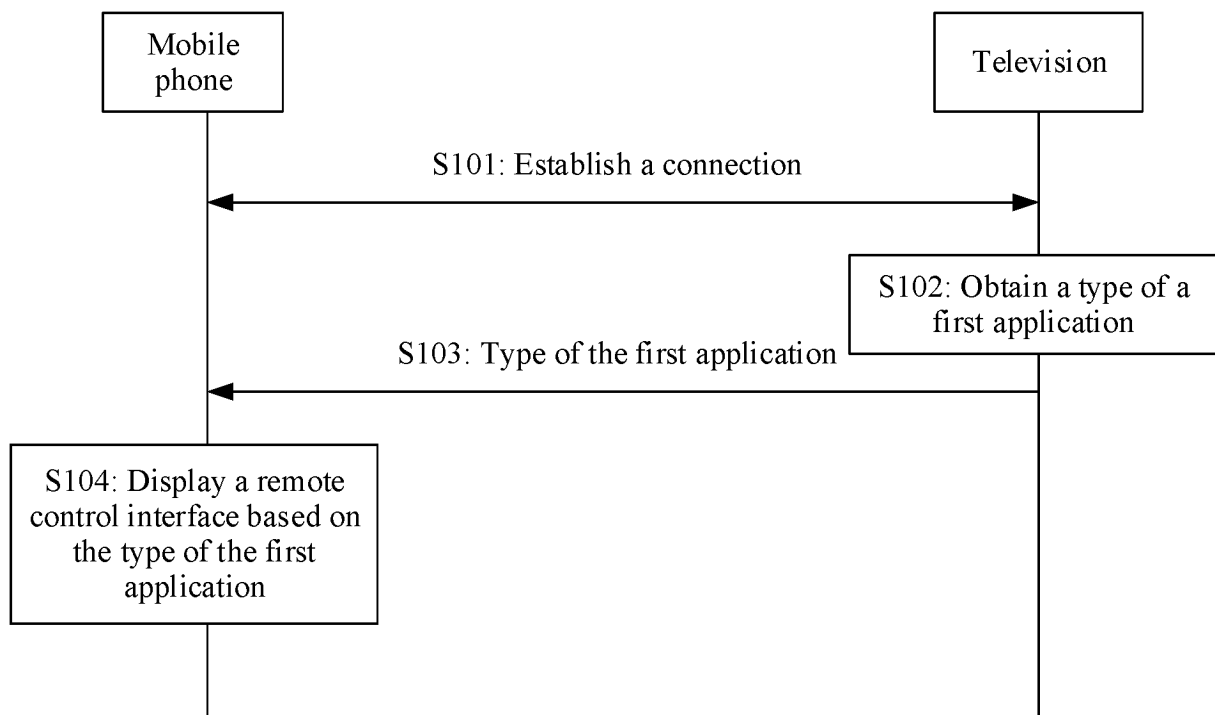 Mobile
phone
Television
S101: Establish a connection
S102: Obtain a type of a
first application
S103: Type of the first application
S104: Display a remote
control interface based on
the type of the first
application